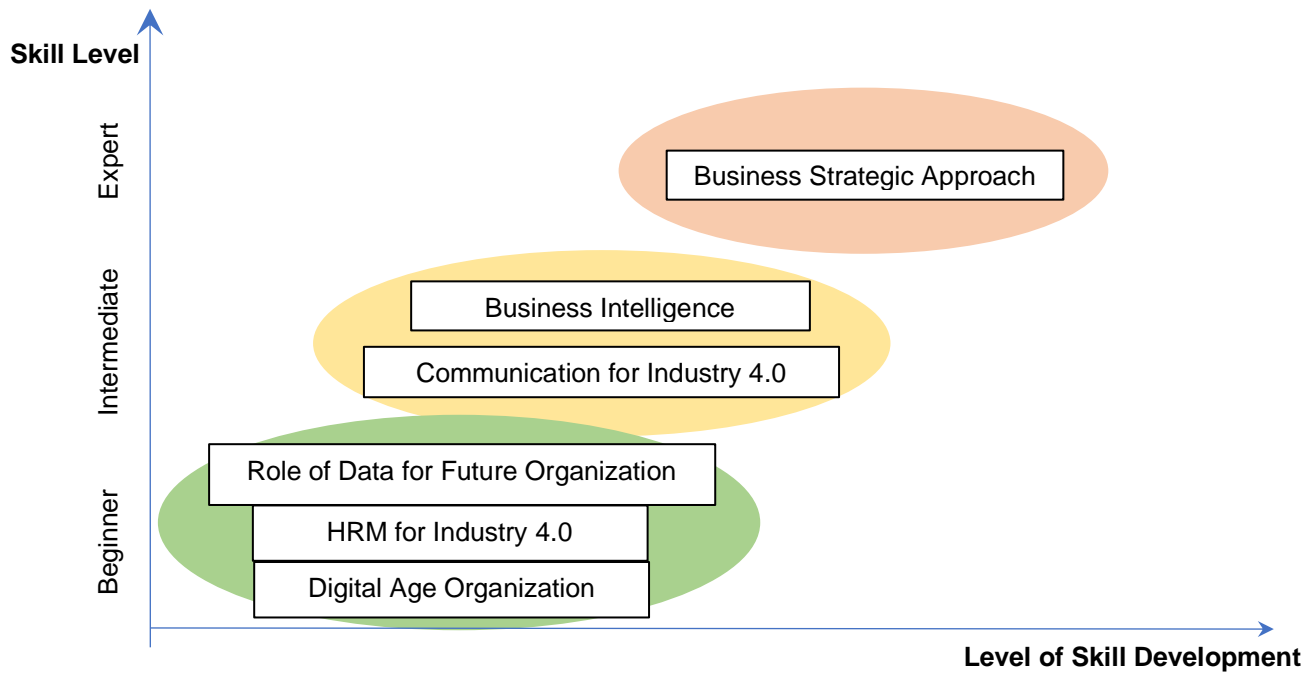 Skill Level
Expert
Business Strategic Approach
Intermediate
Business Intelligence
Communication for Industry 4.0
Beginner
Role of Data for Future Organization
HRM for Industry 4.0
Digital Age Organization
Level of Skill Development